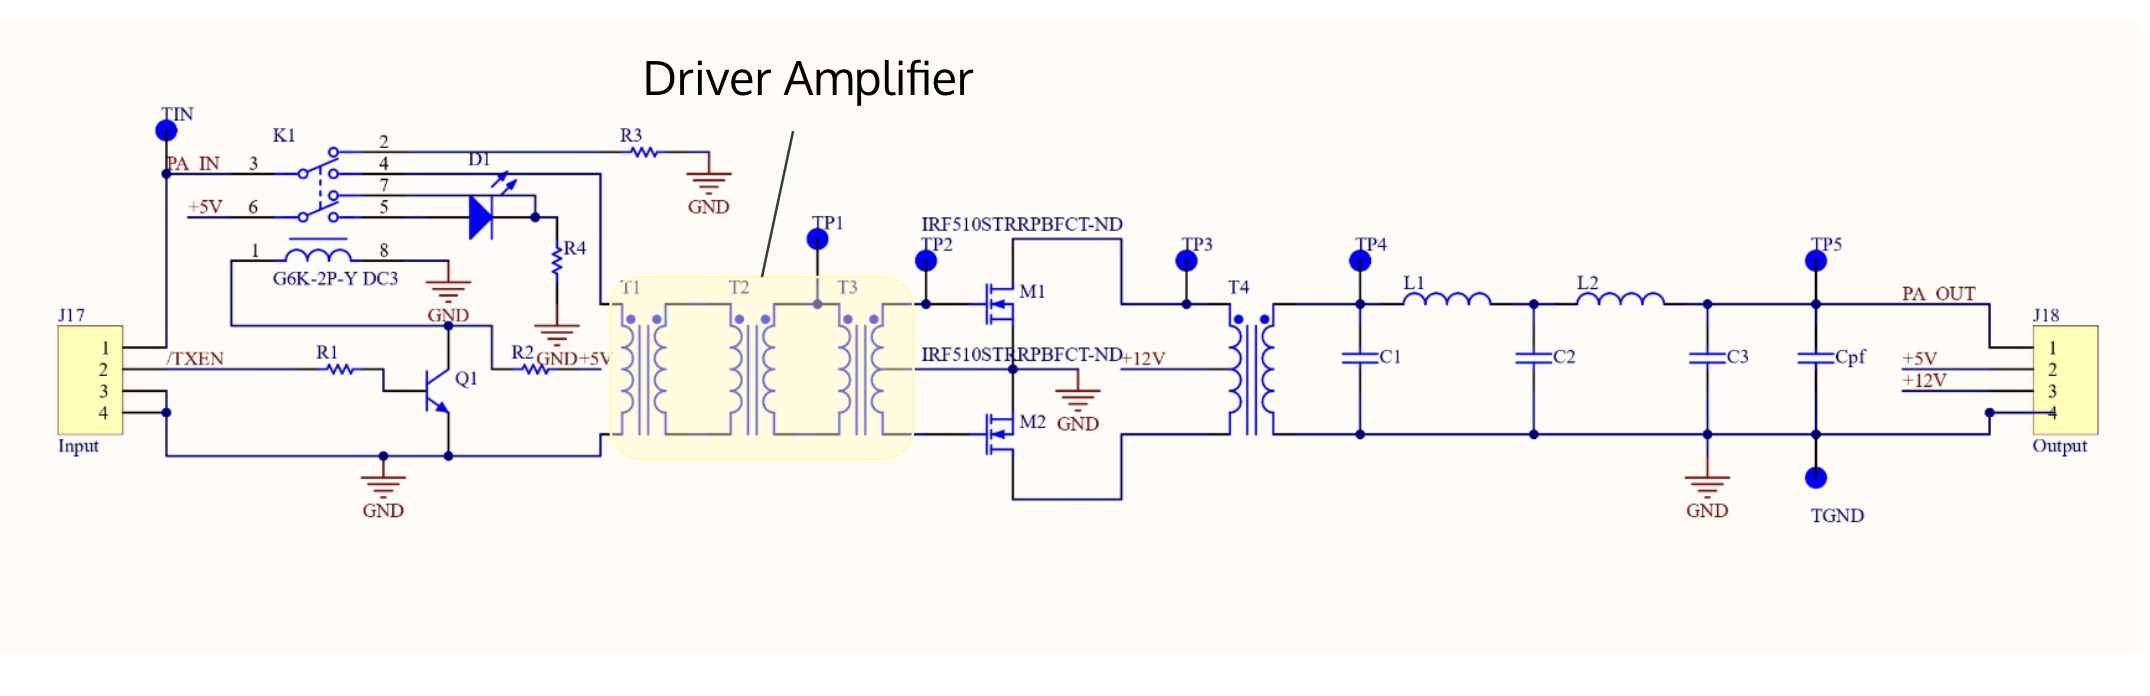 Driver Amplifier
TIN
K1
2
R3
PA_IN
3
4
D1
7
+5V
6
5
GND
1
8
R4
G6K-2P-Y DC3
GND
TP1
IRF510STRRPBFCT-ND
TP2
TP3
TP4
TP5
T1
T2
T3
M1
T4
L1
L2
PA_OUT
J17
J18
1
/TXEN
R1
R2
GND
+5V
IRF510STRRPBFCT-ND
+12V
C1
C2
C3
Cpf
+5V
1
2
2
3
Q1
+12V
3
4
M2
GND
4
Input
Output
GND
GND
TGND